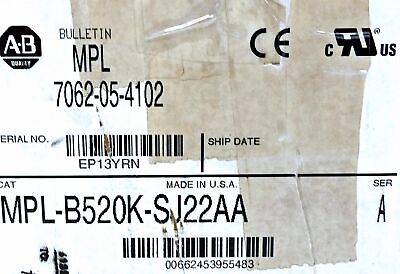 A-B
QUALITY
BULLETIN
MPL
7062-05-4102
CE
c RU US
ERIAL NO.
SHIP DATE
EP13YRN
CAT
MADE IN U.S.A.
SER
MPL-B520K-SJ22AA
A
00662453955483